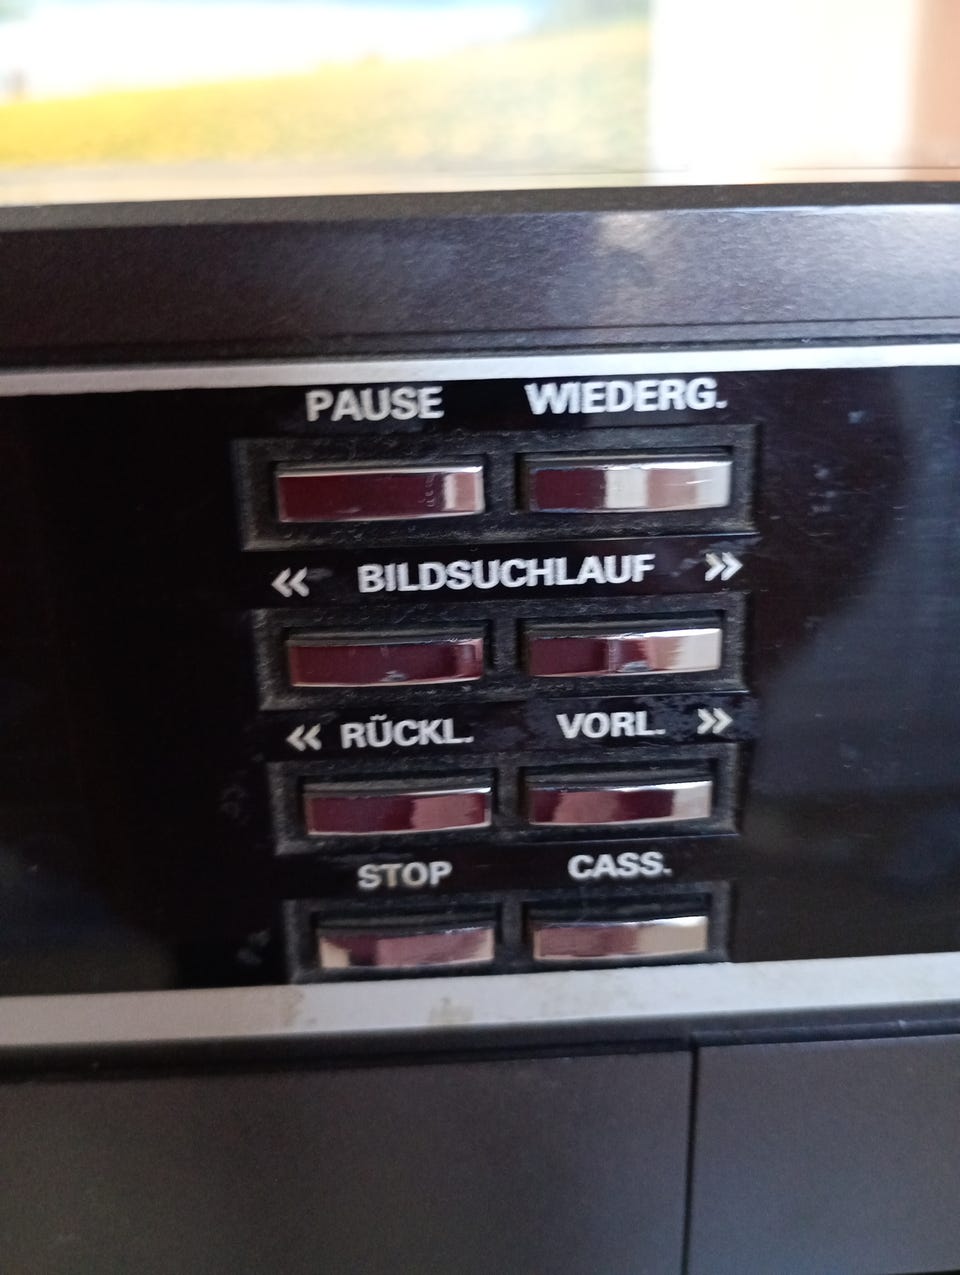 PAUSE WIEDERG.
« BILDSUCHLAUF »
« RÜCKL. VORL. »
STOP CASS.